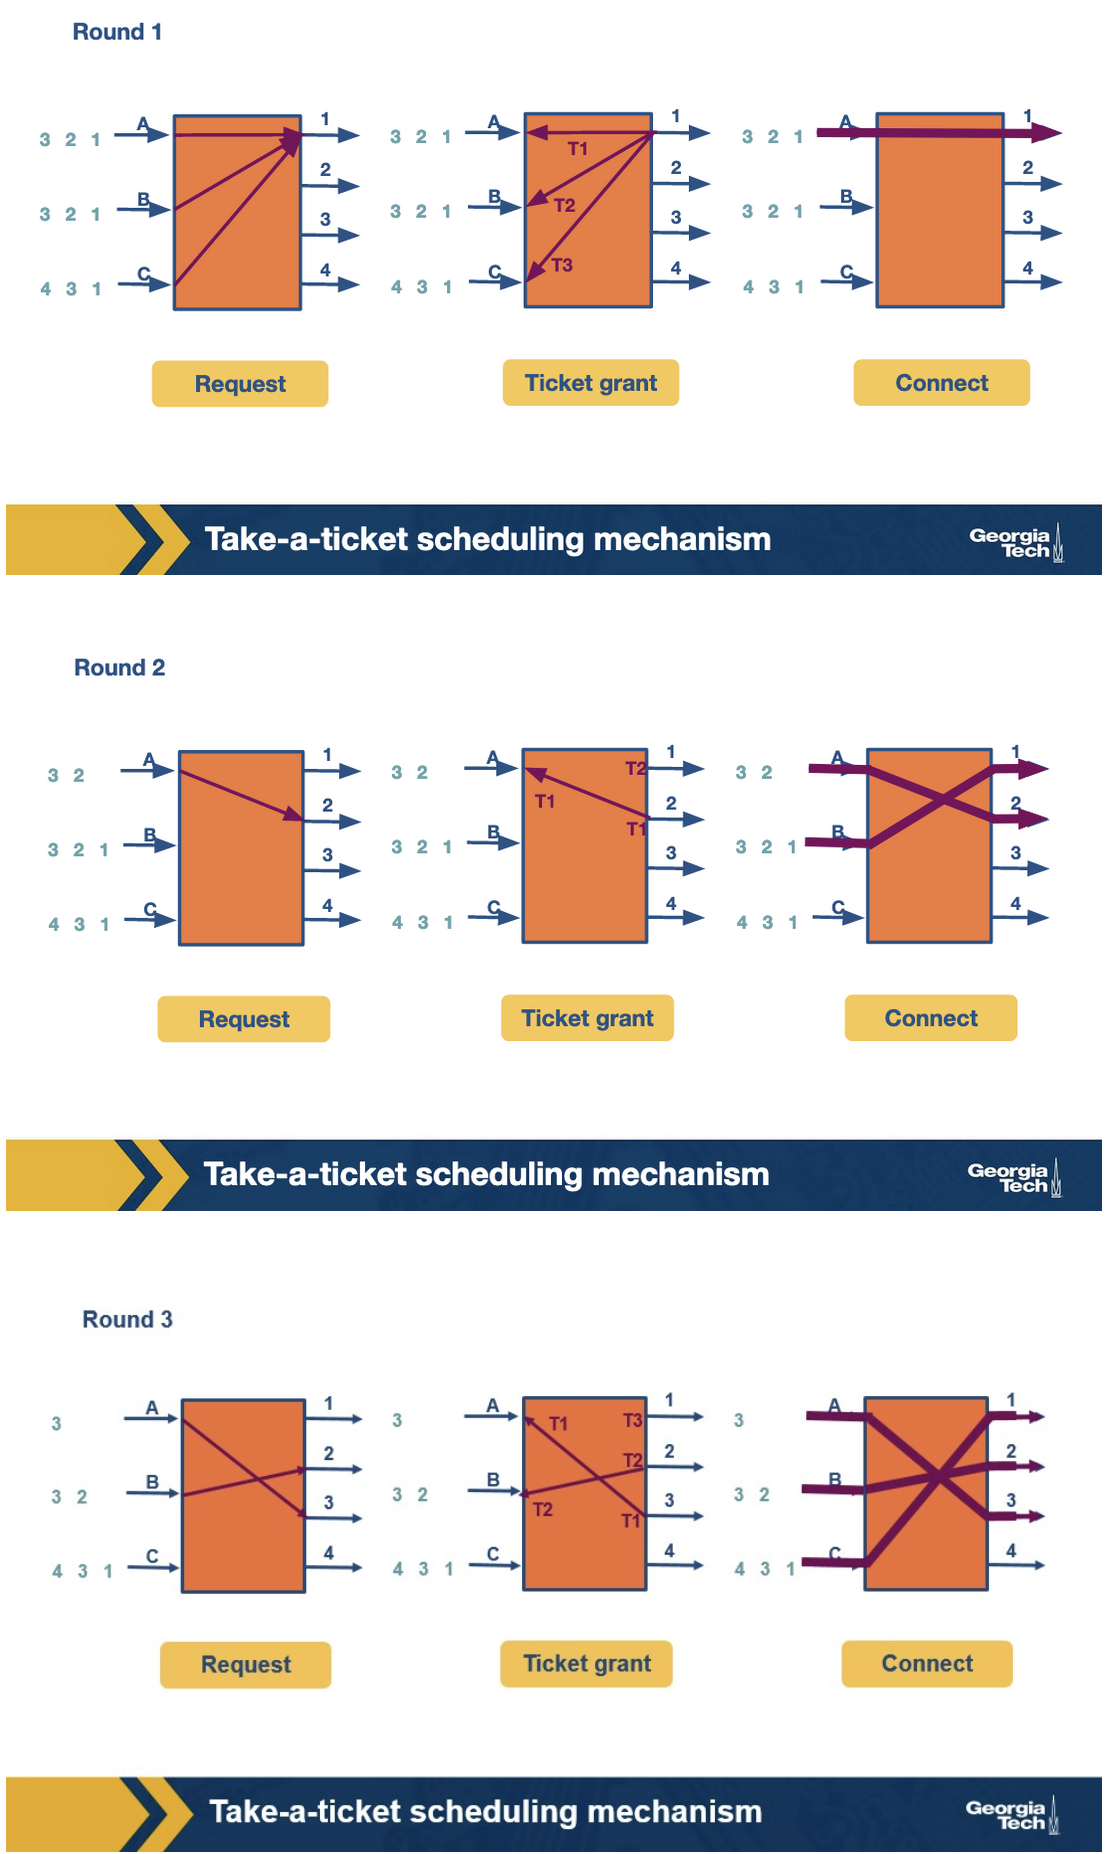 Round 1
A 1 A 1 A 1
3 2 1 3 2 1 3 2 1
T1
2 2 2
B B B
3 2 1 T2 3 2 1 3 2 1
3 3 3
C 4 C T3 4 C 4
4 3 1 4 3 1 4 3 1
Request Ticket grant Connect
Take-a-ticket scheduling mechanism
Georgia
Tech
Round 2
A 1 A T2 1 A 1
3 2 3 2 3 2
2 T1 2 2
B B T1 B
3 2 1 3 2 1 3 2 1
3 3 3
C 4 C 4 C 4
4 3 1 4 3 1 4 3 1
Request Ticket grant Connect
Take-a-ticket scheduling mechanism
Georgia
Tech
Round 3
A 1 A T1 T3 1 A 1
3 3 3
2 T2 2 2
B B B
3 2 3 2 3 2
3 T2 T1 3 3
C 4 C 4 C 4
4 3 1 4 3 1 4 3 1
Request Ticket grant Connect
Take-a-ticket scheduling mechanism
Georgia
Tech